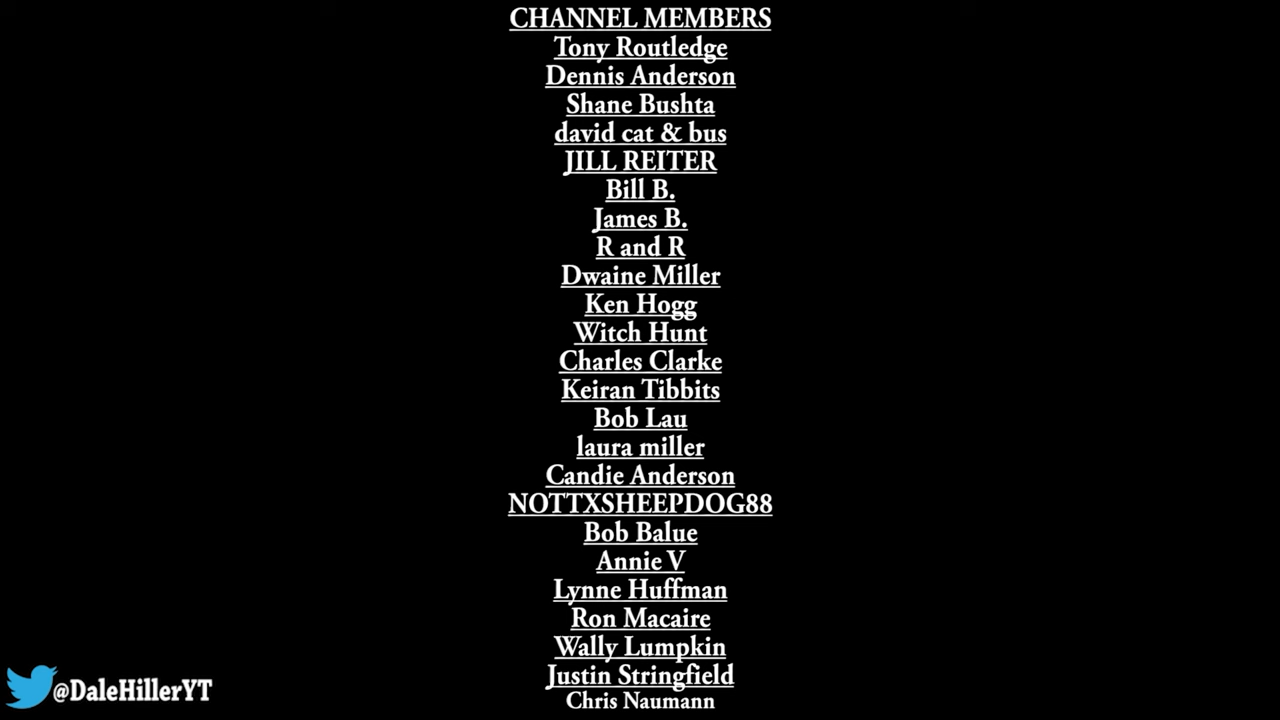 CHANNEL MEMBERS
Tony Routledge
Dennis Anderson
Shane Bushta
david cat & bus
JILL REITER
Bill B.
James B.
R and R
Dwaine Miller
Ken Hogg
Witch Hunt
Charles Clarke
Keiran Tibbits
Bob Lau
laura miller
Candie Anderson
NOTTXSHEEPDOG88
Bob Balue
Annie V
Lynne Huffman
Ron Macaire
Wally Lumpkin
Justin Stringfield
Chris Naumann
@DaleHillerYT